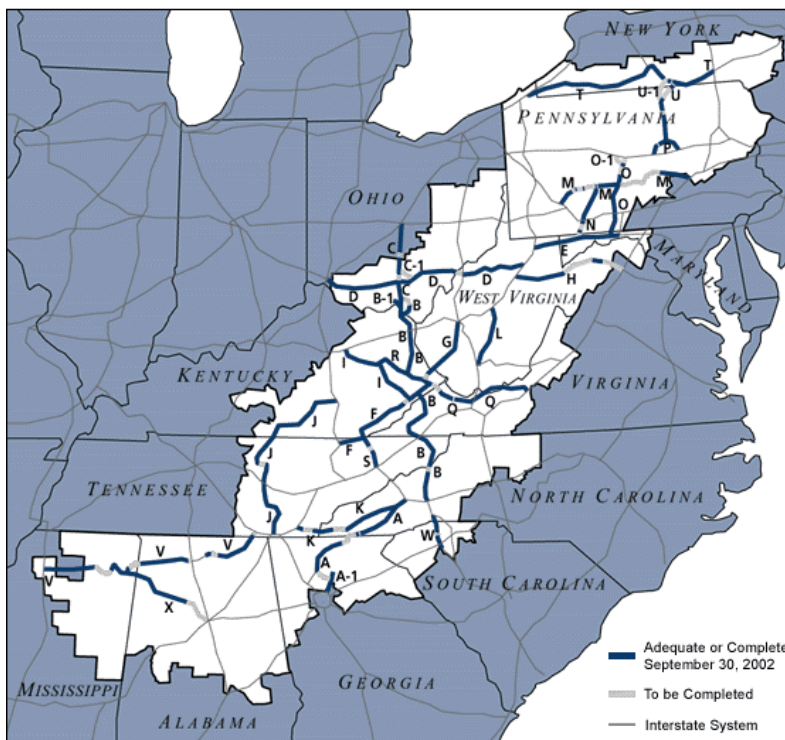 NEW YORK
T
T
U-1
U
PENNSYLVANIA
P
O-1
O
M
M
M
O
N
OHIO
C
E
C-1
MARYLAND
D
D
D
H
C
B-1
B
WEST VIRGINIA
B
G
L
R
B
I
KENTUCKY
I
VIRGINIA
B
Q
Q
J
F
J
F
B
S
B
TENNESSEE
NORTH CAROLINA
K
J
A
K
W
V
V
A
A-1
V
SOUTH CAROLINA
X
Adequate or Complete
September 30, 2002
GEORGIA
MISSISSIPPI
To be Completed
ALABAMA
Interstate System